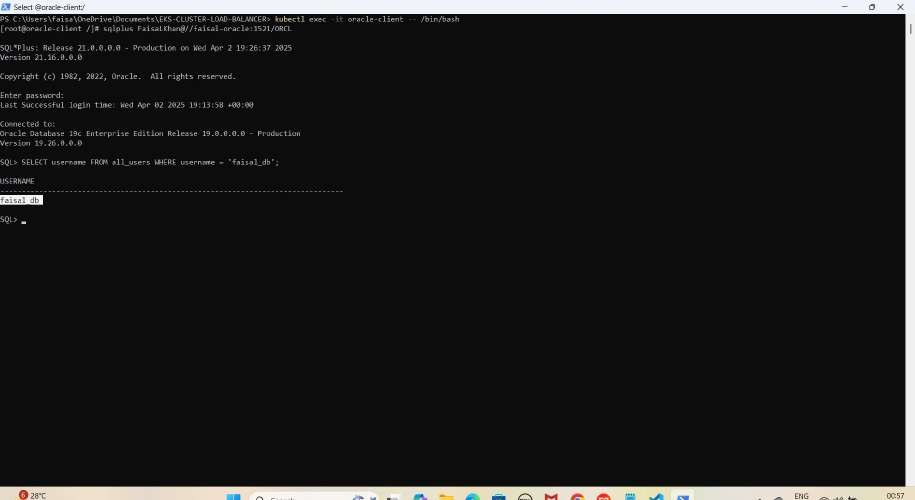 Select @oracle-client:/
PS C:\Users\faisa\OneDrive\Documents\EKS-CLUSTER-LOAD-BALANCER> kubectl exec -it oracle-client -- /bin/bash
[root@oracle-client /]# sqlplus FaisalKhan@//faisal-oracle:1521/ORCL
SQL*Plus: Release 21.0.0.0.0 - Production on Wed Apr 2 19:26:37 2025
Version 21.16.0.0.0
Copyright (c) 1982, 2022, Oracle.  All rights reserved.
Enter password:
Last Successful login time: Wed Apr 02 2025 19:13:58 +00:00
Connected to:
Oracle Database 19c Enterprise Edition Release 19.0.0.0.0 - Production
Version 19.26.0.0.0
SQL> SELECT username FROM all_users WHERE username = 'faisal_db';
USERNAME
--------------------------------------------------------------------------------
faisal_db
SQL>
6 28°C
Search
ENG
00:57